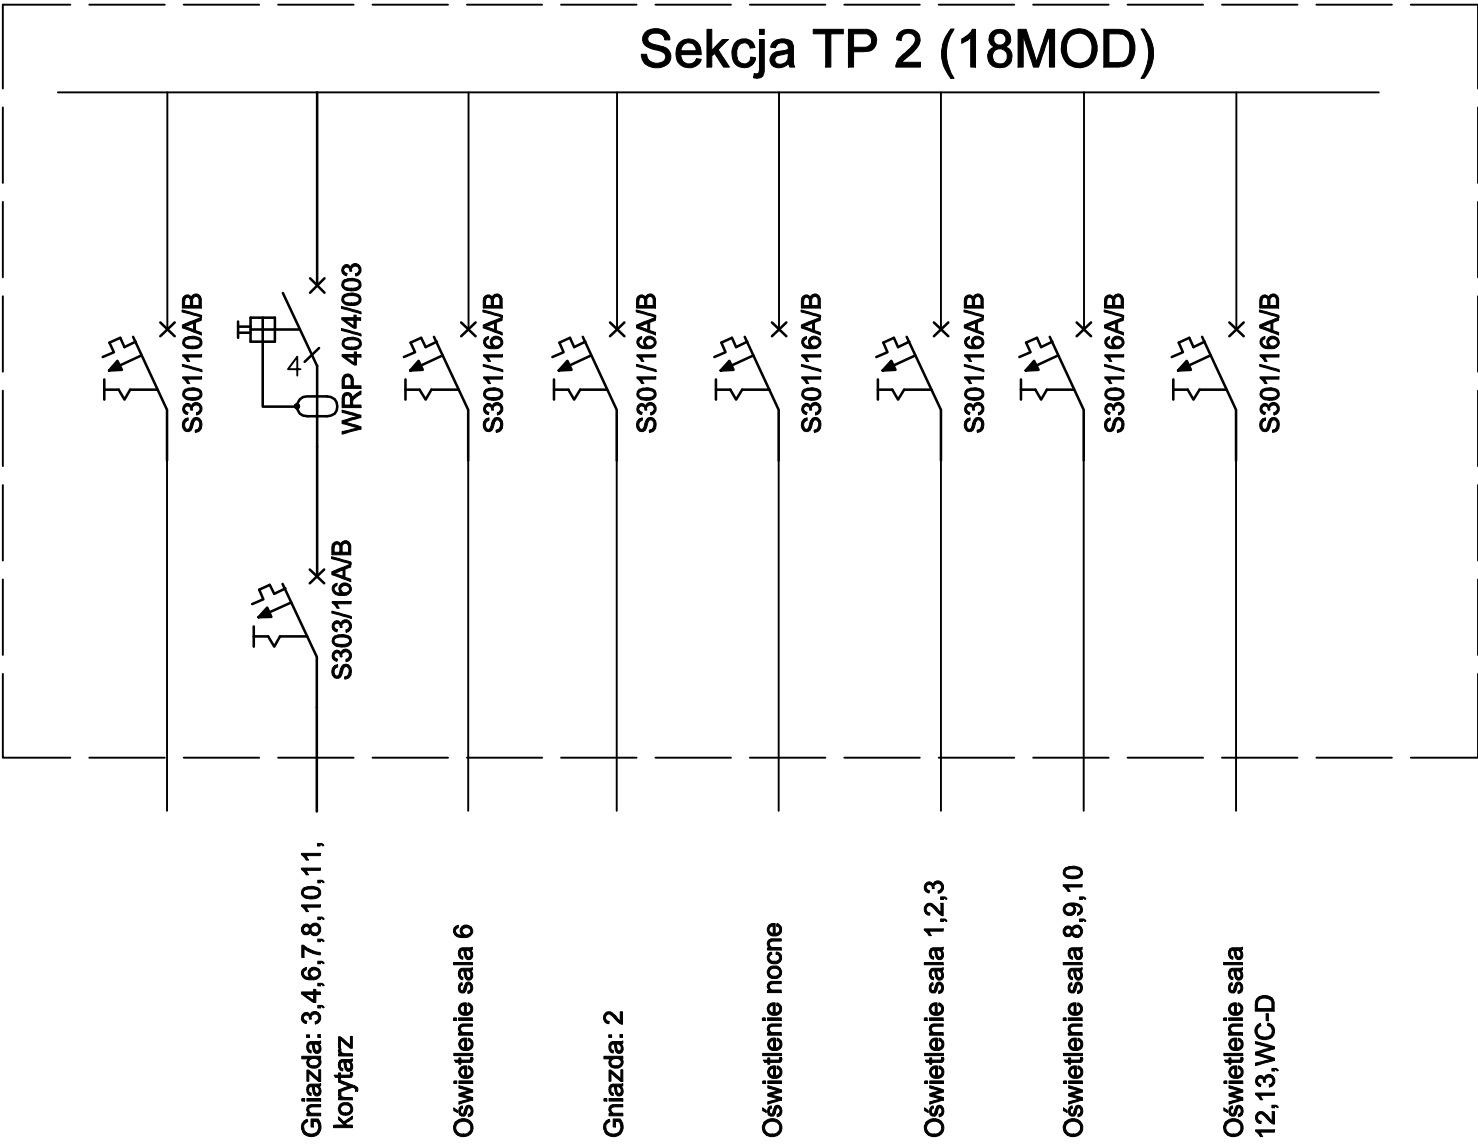 Sekcja TP 2 (18MOD)
S301/10A/B
WRP 40/4/003
4
S303/16A/B
S301/16A/B
S301/16A/B
S301/16A/B
S301/16A/B
S301/16A/B
S301/16A/B
Gniazda: 3,4,6,7,8,10,11,
korytarz
Oświetlenie sala 6
Gniazda: 2
Oświetlenie nocne
Oświetlenie sala 1,2,3
Oświetlenie sala 8,9,10
Oświetlenie sala
12,13,WC-D